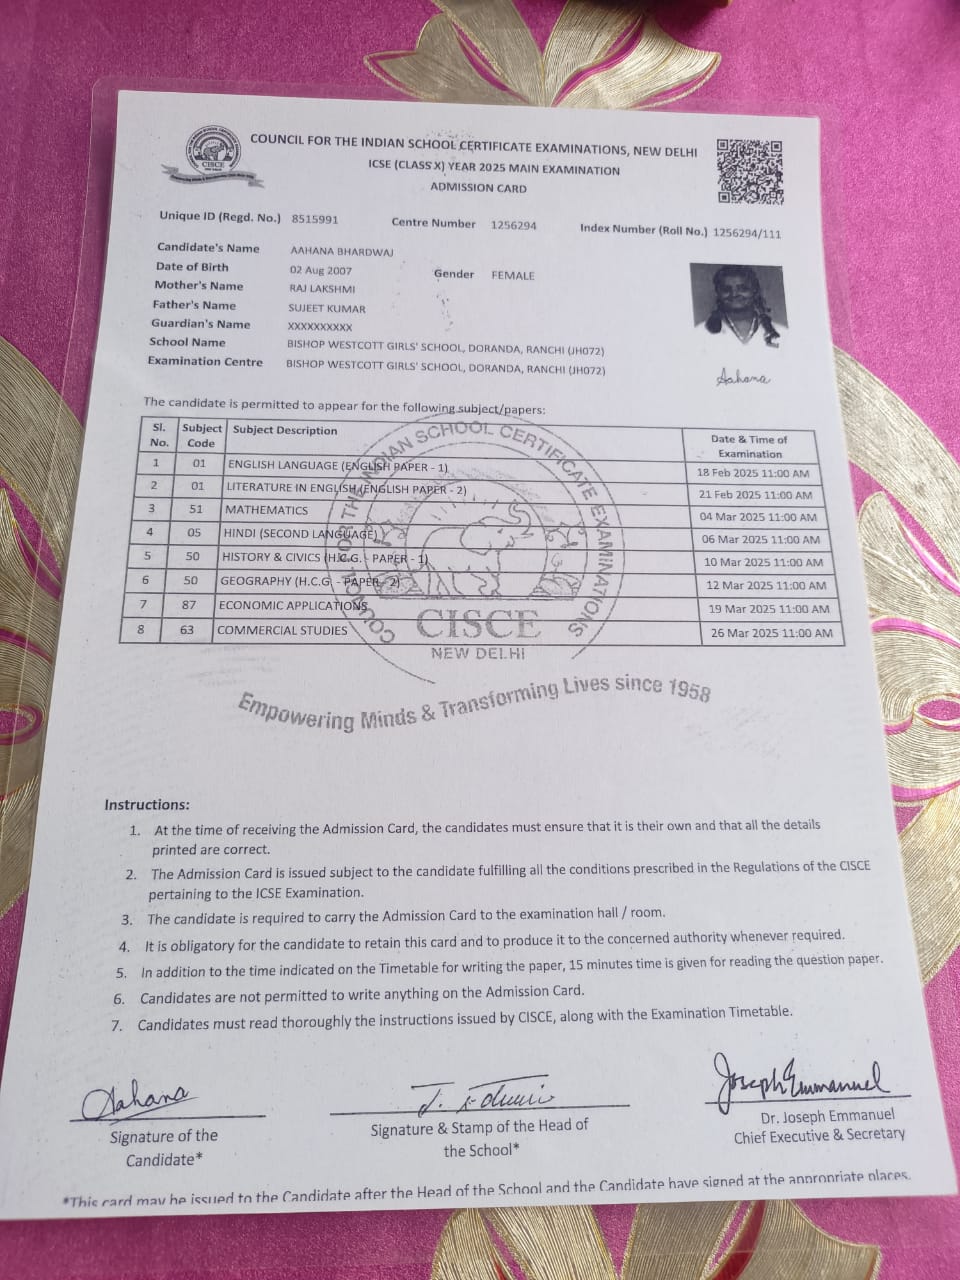 COUNCIL FOR THE INDIAN SCHOOL CERTIFICATE EXAMINATIONS, NEW DELHI
ICSE (CLASS X) YEAR 2025 MAIN EXAMINATION
ADMISSION CARD
CISCE
Unique ID (Regd. No.) 8515991 Centre Number 1256294 Index Number (Roll No.) 1256294/111
Candidate's Name AAHANA BHARDWAJ
Date of Birth 02 Aug 2007 Gender FEMALE
Mother's Name RAJ LAKSHMI
Father's Name SUJEET KUMAR
Guardian's Name XXXXXXXXXX
School Name BISHOP WESTCOTT GIRLS' SCHOOL, DORANDA, RANCHI (JH072)
Examination Centre BISHOP WESTCOTT GIRLS' SCHOOL, DORANDA, RANCHI (JH072)
Aahana
The candidate is permitted to appear for the following subject/papers:
Sl. No. Subject Code Subject Description Date & Time of Examination
1 01 ENGLISH LANGUAGE (ENGLISH PAPER - 1) 18 Feb 2025 11:00 AM
2 01 LITERATURE IN ENGLISH (ENGLISH PAPER - 2) 21 Feb 2025 11:00 AM
3 51 MATHEMATICS 04 Mar 2025 11:00 AM
4 05 HINDI (SECOND LANGUAGE) 06 Mar 2025 11:00 AM
5 50 HISTORY & CIVICS (H.C.G. - PAPER - 1) 10 Mar 2025 11:00 AM
6 50 GEOGRAPHY (H.C.G. - PAPER - 2) 12 Mar 2025 11:00 AM
7 87 ECONOMIC APPLICATIONS 19 Mar 2025 11:00 AM
8 63 COMMERCIAL STUDIES 26 Mar 2025 11:00 AM
COUNCIL FOR THE INDIAN SCHOOL CERTIFICATE EXAMINATIONS
CISCE
NEW DELHI
Empowering Minds & Transforming Lives since 1958
Instructions:
1. At the time of receiving the Admission Card, the candidates must ensure that it is their own and that all the details
printed are correct.
2. The Admission Card is issued subject to the candidate fulfilling all the conditions prescribed in the Regulations of the CISCE
pertaining to the ICSE Examination.
3. The candidate is required to carry the Admission Card to the examination hall / room.
4. It is obligatory for the candidate to retain this card and to produce it to the concerned authority whenever required.
5. In addition to the time indicated on the Timetable for writing the paper, 15 minutes time is given for reading the question paper.
6. Candidates are not permitted to write anything on the Admission Card.
7. Candidates must read thoroughly the instructions issued by CISCE, along with the Examination Timetable.
Aahana
Joseph Emmanuel
Signature of the
Candidate*
Signature & Stamp of the Head of
the School*
Dr. Joseph Emmanuel
Chief Executive & Secretary
*This card may be issued to the Candidate after the Head of the School and the Candidate have signed at the appropriate places.